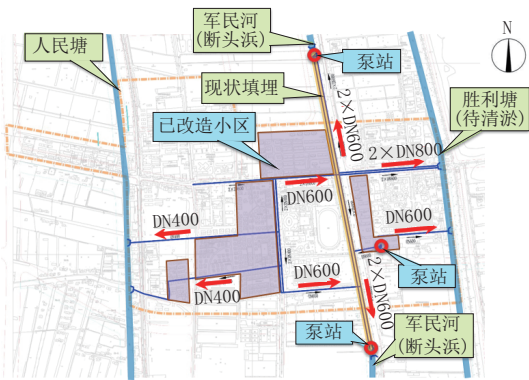 军民河
(断头浜)
N
人民塘
泵站
现状填埋
胜利塘
(待清淤)
2×DN600
已改造小区
2×DN800
DN600
DN400
DN600
DN600
泵站
DN400
2×DN600
泵站
军民河
(断头浜)